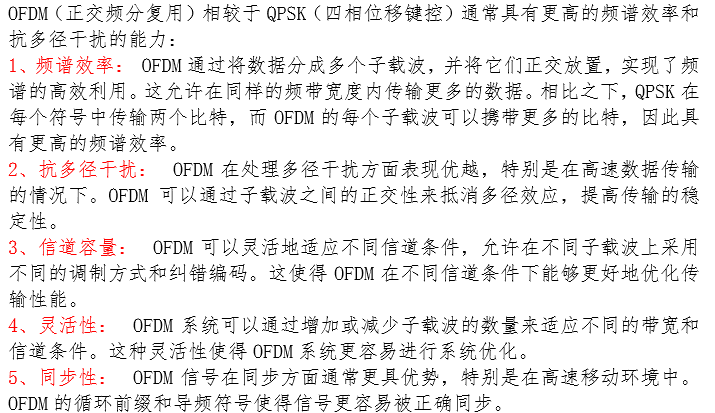 OFDM（正交频分复用）相较于 QPSK（四相位移键控）通常具有更高的频谱效率和
抗多径干扰的能力：
1、频谱效率： OFDM 通过将数据分成多个子载波，并将它们正交放置，实现了频
谱的高效利用。这允许在同样的频带宽度内传输更多的数据。相比之下，QPSK 在
每个符号中传输两个比特，而 OFDM 的每个子载波可以携带更多的比特，因此具
有更高的频谱效率。
2、抗多径干扰： OFDM 在处理多径干扰方面表现优越，特别是在高速数据传输
的情况下。OFDM 可以通过子载波之间的正交性来抵消多径效应，提高传输的稳
定性。
3、信道容量： OFDM 可以灵活地适应不同信道条件，允许在不同子载波上采用
不同的调制方式和纠错编码。这使得 OFDM 在不同信道条件下能够更好地优化传
输性能。
4、灵活性： OFDM 系统可以通过增加或减少子载波的数量来适应不同的带宽和
信道条件。这种灵活性使得 OFDM 系统更容易进行系统优化。
5、同步性： OFDM 信号在同步方面通常更具优势，特别是在高速移动环境中。
OFDM 的循环前缀和导频符号使得信号更容易被正确同步。